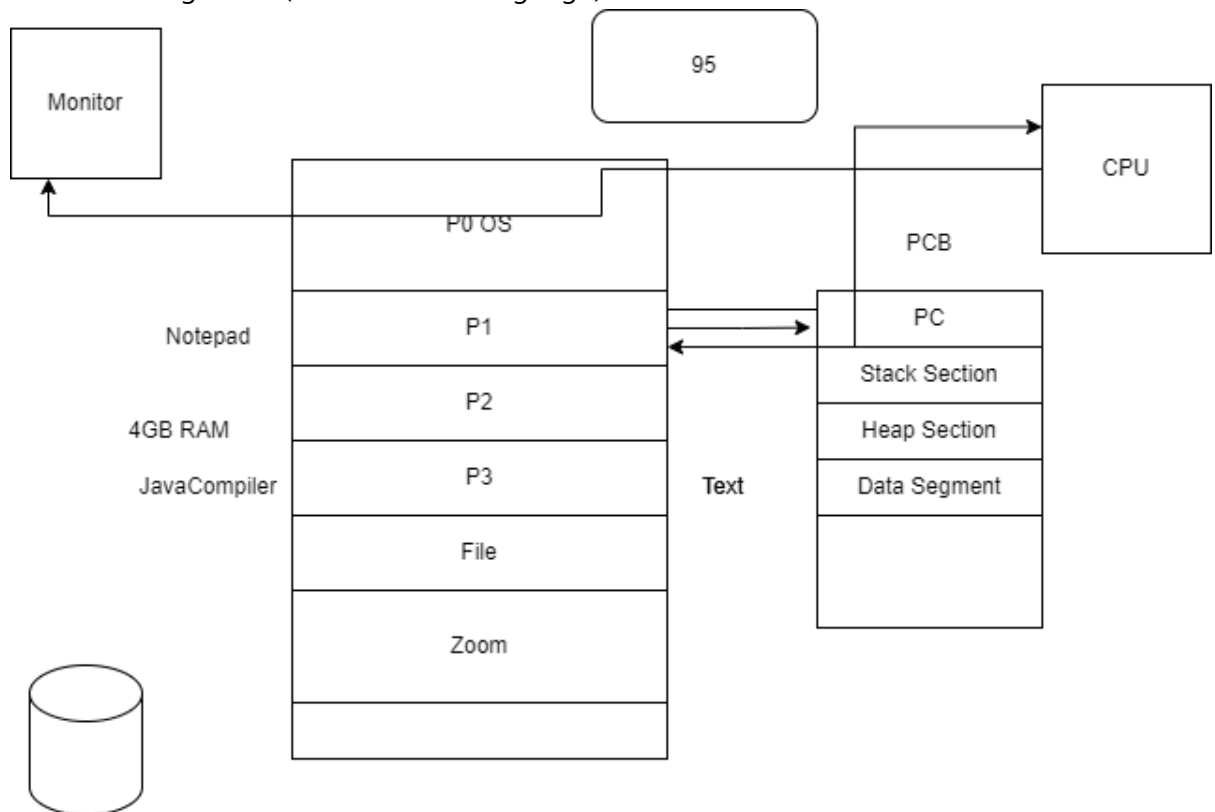 95
Monitor
CPU
P0 OS
PCB
PC
P1
Notepad
Stack Section
P2
4GB RAM
Heap Section
P3
JavaCompiler
Text
Data Segment
File
Zoom